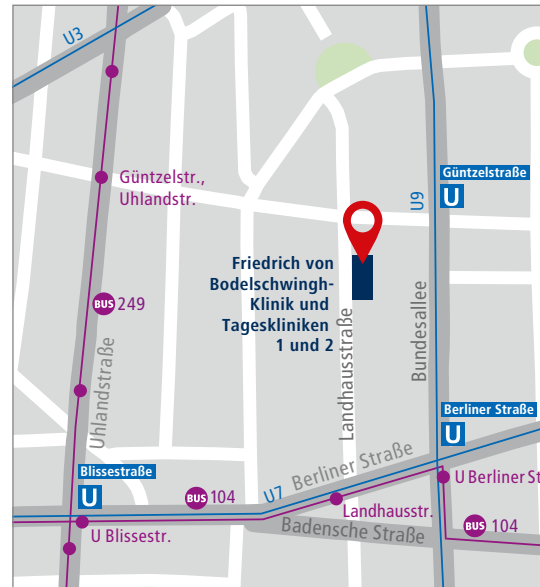 U3
Güntzelstr.,
Uhlandstr.
Güntzelstraße
U
U9
Friedrich von
Bodelschwingh-
Klinik und
Tageskliniken
1 und 2
BUS 249
Uhlandstraße
Landhausstraße
Bundesallee
Berliner Straße
U
Blissestraße
U
BUS 104
U7
Berliner Straße
U Berliner St
Landhausstr.
U Blissestr.
Badensche Straße
BUS 104